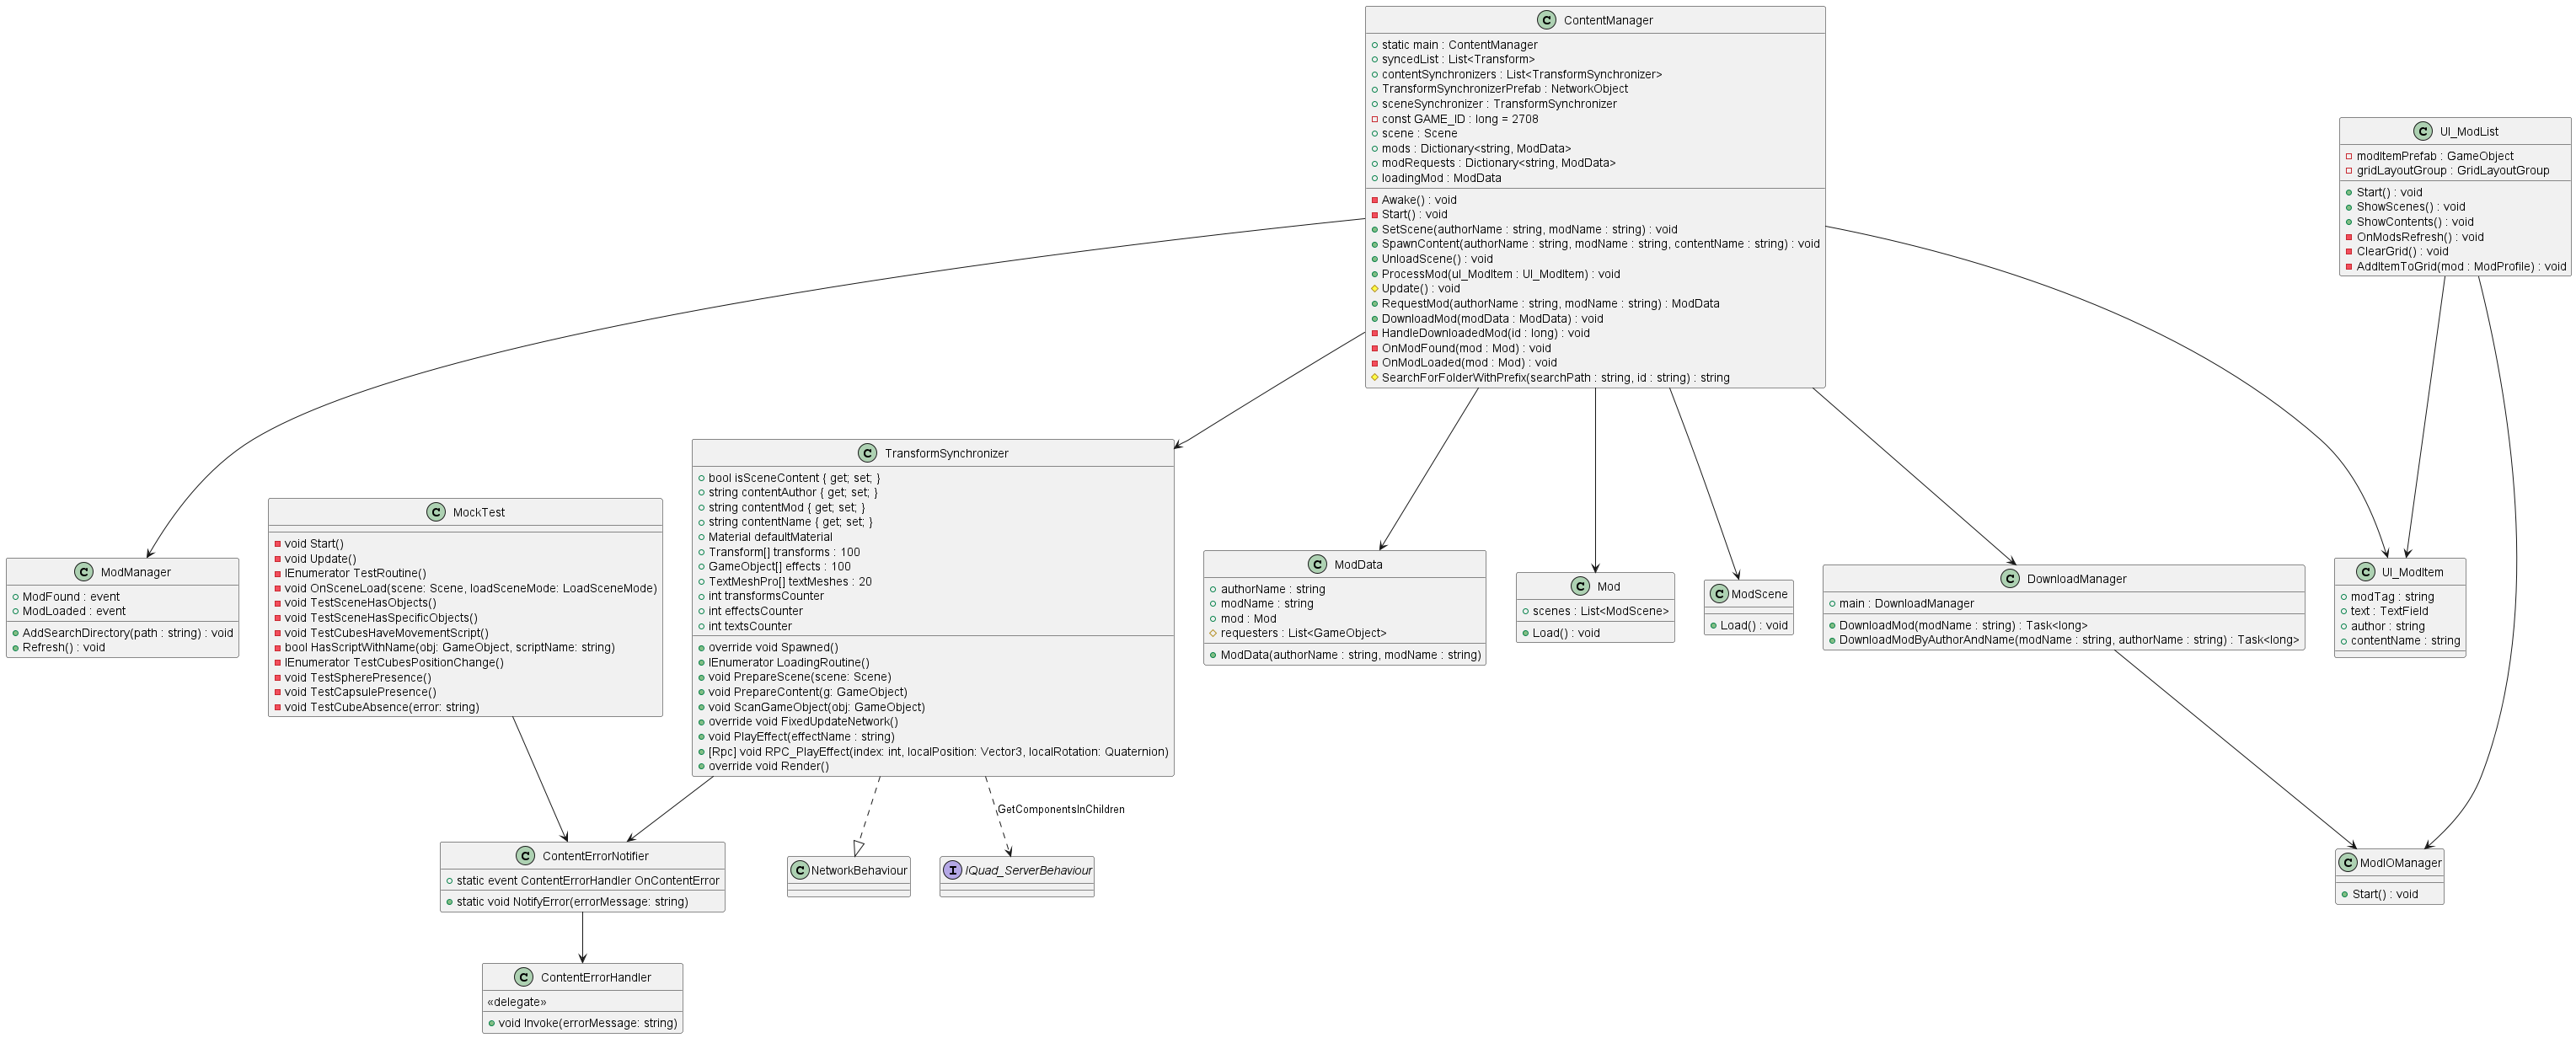 C ContentManager
static main : ContentManager
syncedList : List<Transform>
contentSynchronizers : List<TransformSynchronizer>
TransformSynchronizerPrefab : NetworkObject
sceneSynchronizer : TransformSynchronizer
const GAME_ID : long = 2708
scene : Scene
mods : Dictionary<string, ModData>
modRequests : Dictionary<string, ModData>
loadingMod : ModData
Awake() : void
Start() : void
SetScene(authorName : string, modName : string) : void
SpawnContent(authorName : string, modName : string, contentName : string) : void
UnloadScene() : void
ProcessMod(uI_ModItem : UI_ModItem) : void
Update() : void
RequestMod(authorName : string, modName : string) : ModData
DownloadMod(modData : ModData) : void
HandleDownloadedMod(id : long) : void
OnModFound(mod : Mod) : void
OnModLoaded(mod : Mod) : void
SearchForFolderWithPrefix(searchPath : string, id : string) : string
C UI_ModList
modItemPrefab : GameObject
gridLayoutGroup : GridLayoutGroup
Start() : void
ShowScenes() : void
ShowContents() : void
OnModsRefresh() : void
ClearGrid() : void
AddItemToGrid(mod : ModProfile) : void
C ModManager
ModFound : event
ModLoaded : event
AddSearchDirectory(path : string) : void
Refresh() : void
C MockTest
void Start()
void Update()
IEnumerator TestRoutine()
void OnSceneLoad(scene: Scene, loadSceneMode: LoadSceneMode)
void TestSceneHasObjects()
void TestSceneHasSpecificObjects()
void TestCubesHaveMovementScript()
bool HasScriptWithName(obj: GameObject, scriptName: string)
IEnumerator TestCubesPositionChange()
void TestSpherePresence()
void TestCapsulePresence()
void TestCubeAbsence(error: string)
C TransformSynchronizer
bool isSceneContent { get; set; }
string contentAuthor { get; set; }
string contentMod { get; set; }
string contentName { get; set; }
Material defaultMaterial
Transform[] transforms : 100
GameObject[] effects : 100
TextMeshPro[] textMeshes : 20
int transformsCounter
int effectsCounter
int textsCounter
override void Spawned()
IEnumerator LoadingRoutine()
void PrepareScene(scene: Scene)
void PrepareContent(g: GameObject)
void ScanGameObject(obj: GameObject)
override void FixedUpdateNetwork()
void PlayEffect(effectName : string)
[Rpc] void RPC_PlayEffect(index: int, localPosition: Vector3, localRotation: Quaternion)
override void Render()
C ModData
authorName : string
modName : string
mod : Mod
requesters : List<GameObject>
ModData(authorName : string, modName : string)
C Mod
scenes : List<ModScene>
Load() : void
C ModScene
Load() : void
C DownloadManager
main : DownloadManager
DownloadMod(modName : string) : Task<long>
DownloadModByAuthorAndName(modName : string, authorName : string) : Task<long>
C UI_ModItem
modTag : string
text : TextField
author : string
contentName : string
GetComponentsInChildren
C ContentErrorNotifier
static event ContentErrorHandler OnContentError
static void NotifyError(errorMessage: string)
C NetworkBehaviour
I IQuad_ServerBehaviour
C ModIOManager
Start() : void
C ContentErrorHandler
«delegate»
void Invoke(errorMessage: string)